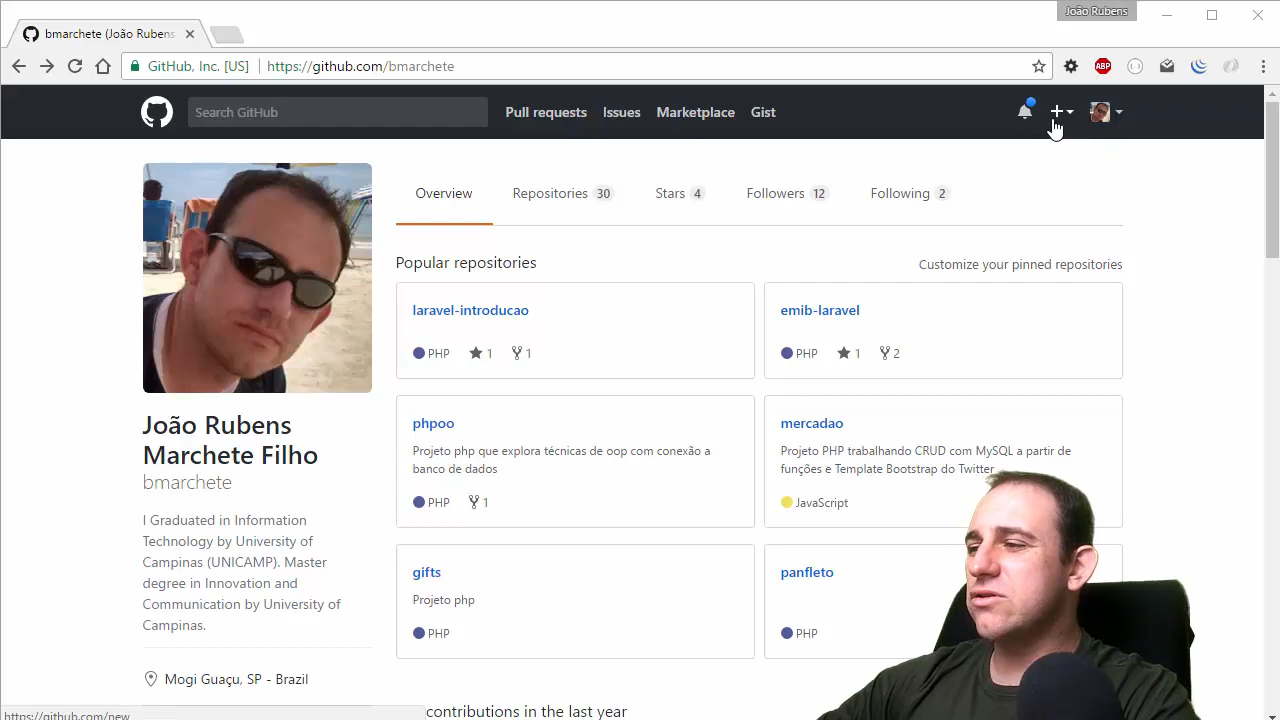 João Rubens
bmarchete (João Rubens
GitHub, Inc. [US] https://github.com/bmarchete
ABP
Search GitHub
Pull requests Issues Marketplace Gist
Overview Repositories 30 Stars 4 Followers 12 Following 2
Popular repositories
Customize your pinned repositories
laravel-introducao
PHP 1 1
emib-laravel
PHP 1 2
phpoo
Projeto php que explora técnicas de oop com conexão a
banco de dados
PHP 1
mercadao
Projeto PHP trabalhando CRUD com MySQL a partir de
funções e Template Bootstrap do Twitter
JavaScript
gifts
Projeto php
PHP
panfleto
PHP
João Rubens
Marchete Filho
bmarchete
I Graduated in Information
Technology by University of
Campinas (UNICAMP). Master
degree in Innovation and
Communication by University of
Campinas.
Mogi Guaçu, SP - Brazil
contributions in the last year
https://github.com/new